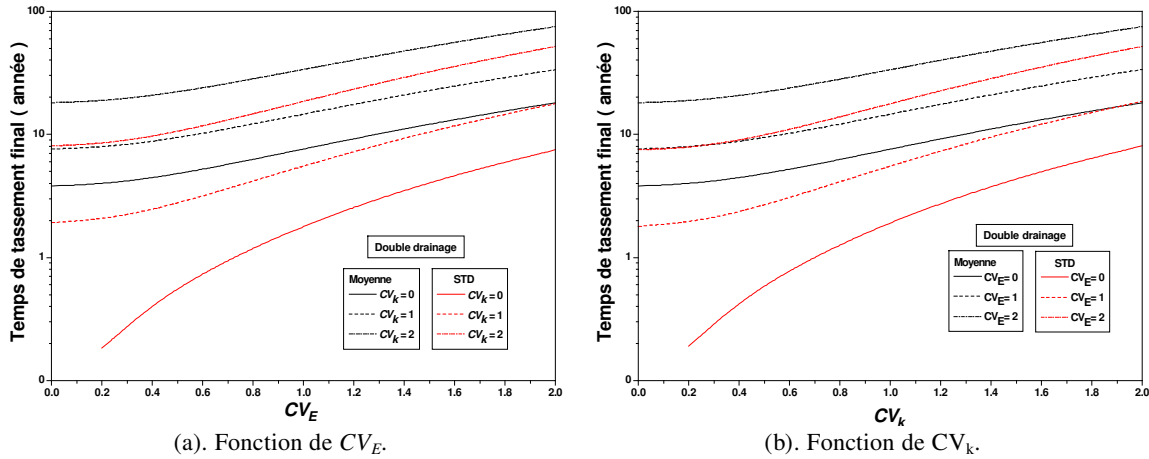 Temps de tassement final ( année)
100
10
1
0
Double drainage
Moyenne STD
CV_k = 0 CV_k = 0
CV_k = 1 CV_k = 1
CV_k = 2 CV_k = 2
0.0 0.2 0.4 0.6 0.8 1.0 1.2 1.4 1.6 1.8 2.0
CV_E
(a). Fonction de CV_E.
Temps de tassement final ( année )
100
10
1
0
Double drainage
Moyenne STD
CV_E= 0 CV_E= 0
CV_E= 1 CV_E= 1
CV_E= 2 CV_E= 2
0.0 0.2 0.4 0.6 0.8 1.0 1.2 1.4 1.6 1.8 2.0
CV_k
(b). Fonction de CV_k.